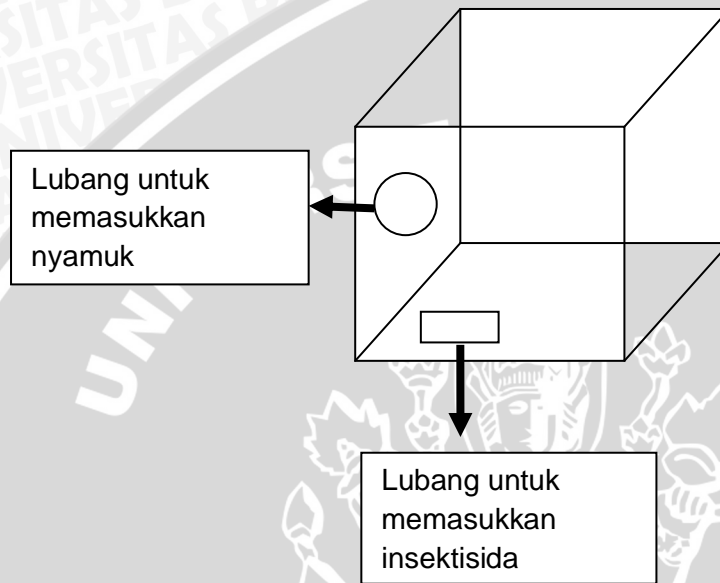 Lubang untuk
memasukkan
nyamuk
Lubang untuk
memasukkan
insektisida